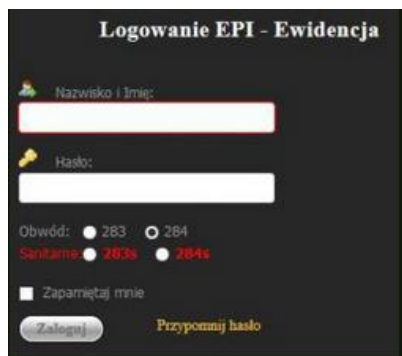 Logowanie EPI - Ewidencja
Nazwisko i Imię:
Hasło:
Obwód: 283 284
Sanitarne: 283s 284s
Zapamiętaj mnie
Zaloguj Przypomnij hasło